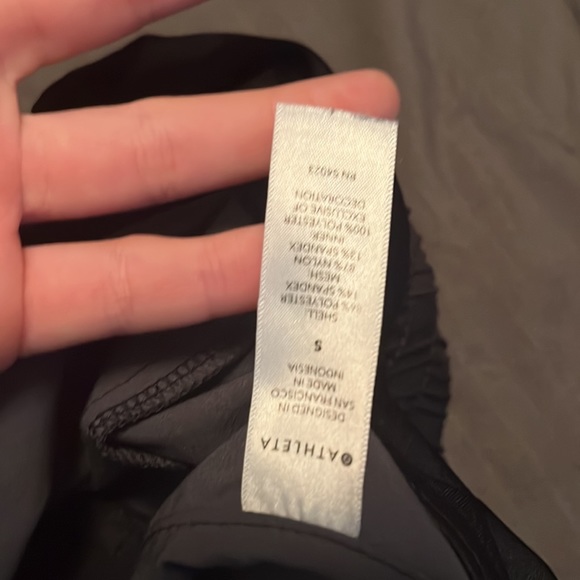 ATHLETA
DESIGNED IN
SAN FRANCISCO
MADE IN
INDONESIA
S
SHELL:
86% POLYESTER
14% SPANDEX
MESH:
87% NYLON
13% SPANDEX
INNER:
100% POLYESTER
EXCLUSIVE OF
DECORATION
RN 54023